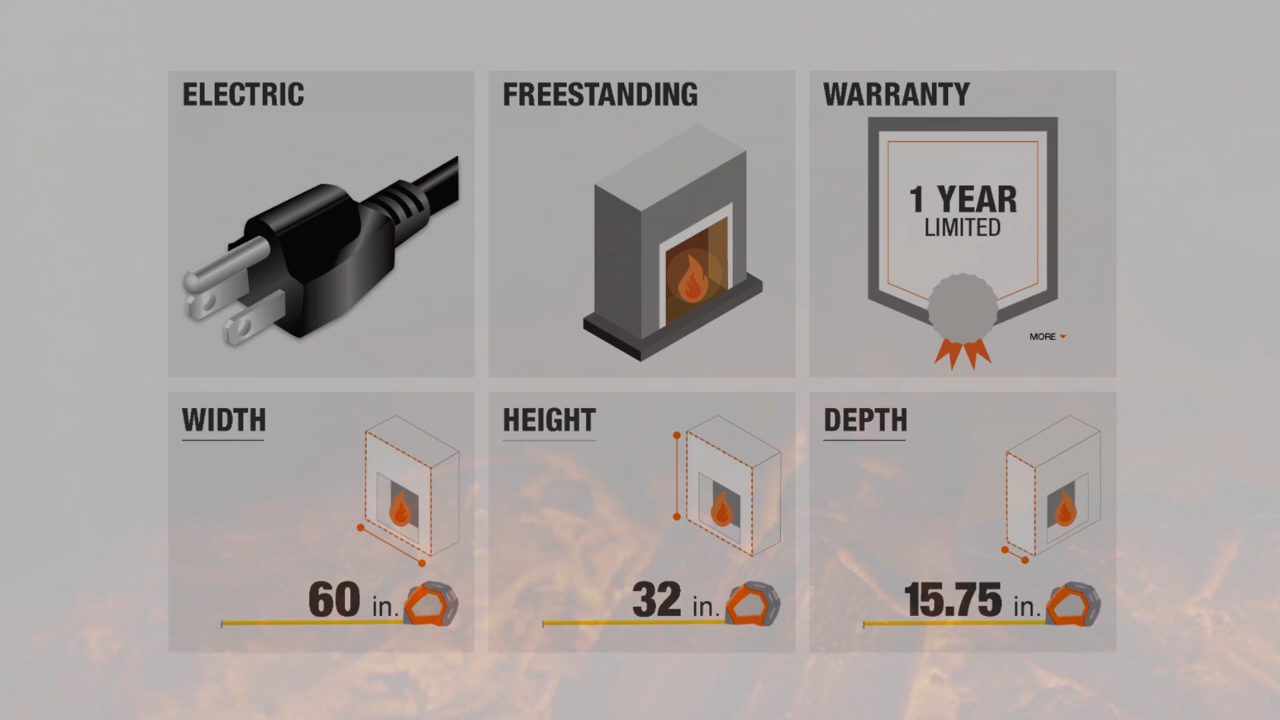 ELECTRIC
FREESTANDING
WARRANTY
1 YEAR
LIMITED
MORE
WIDTH
HEIGHT
DEPTH
60 in.
32 in.
15.75 in.